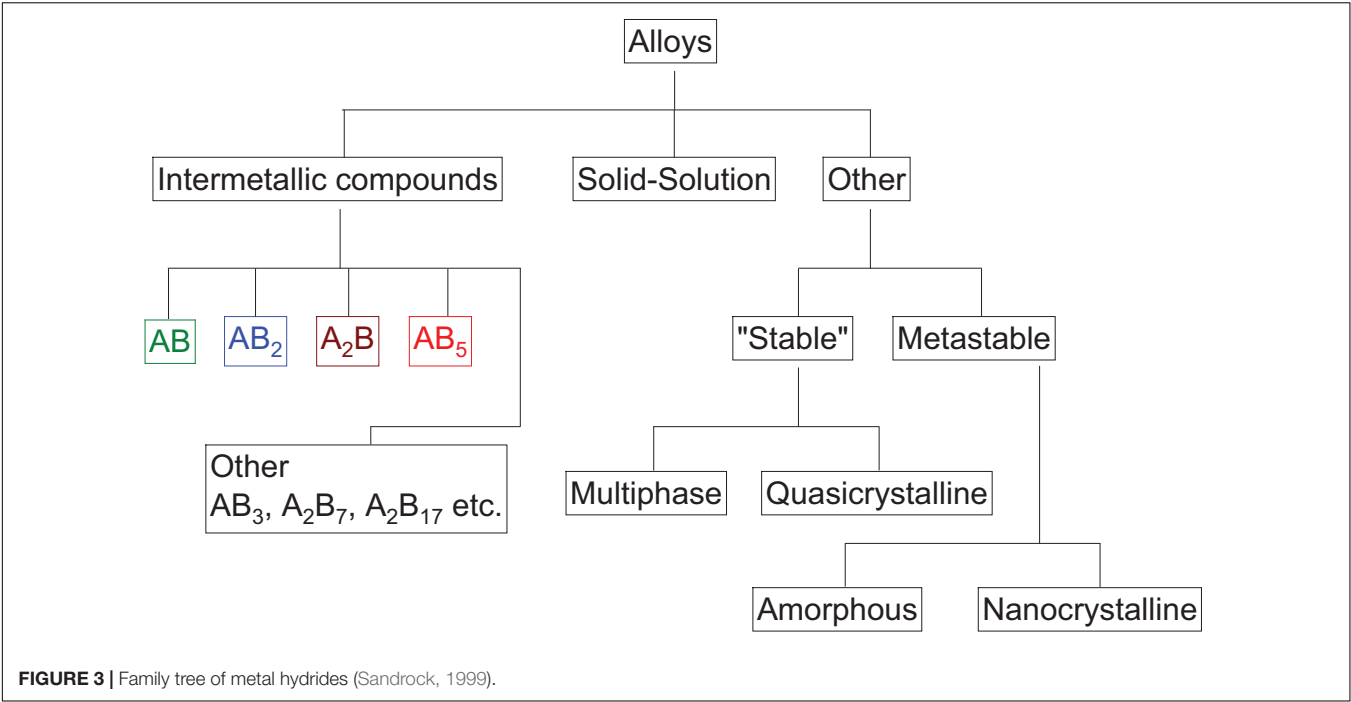 Alloys
Intermetallic compounds
Solid-Solution
Other
AB
AB₂
A₂B
AB₅
"Stable"
Metastable
Other
AB₃, A₂B₇, A₂B₁₇ etc.
Multiphase
Quasicrystalline
Amorphous
Nanocrystalline
FIGURE 3 | Family tree of metal hydrides (Sandrock, 1999).